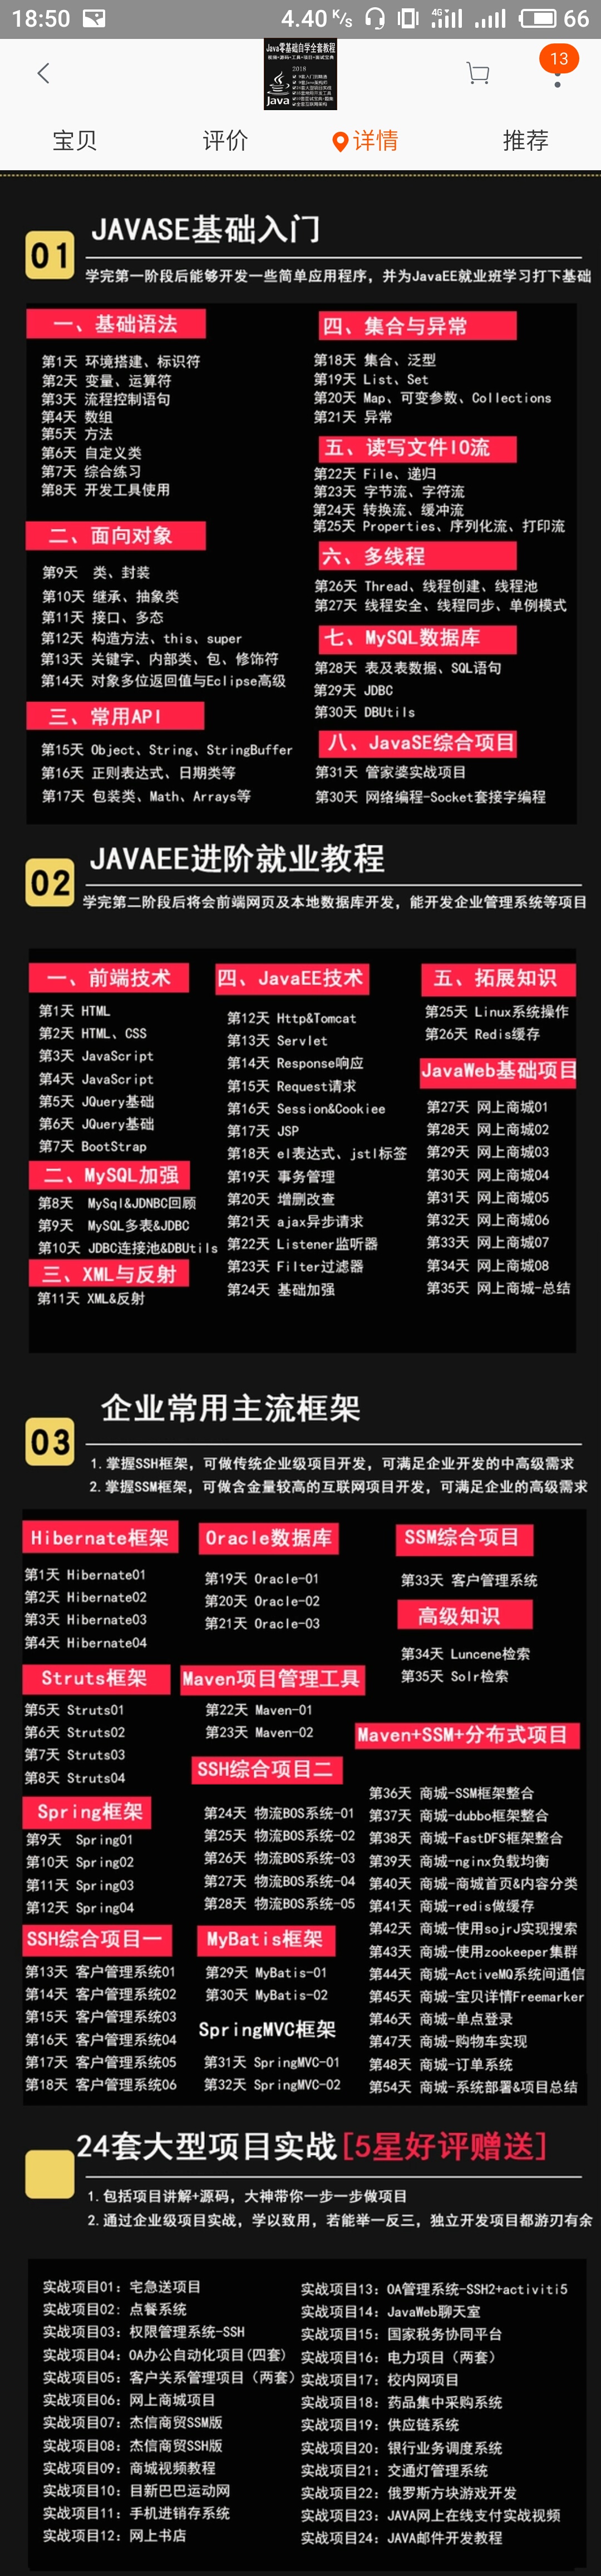 18:50
4.40 K/s
4G
66
Java零基础自学全套教程
2018
Java
13
宝贝
评价
详情
推荐
01
JAVASE基础入门
学完第一阶段后能够开发一些简单应用程序，并为JavaEE就业班学习打下基础
一、基础语法
第1天 环境搭建、标识符
第2天 变量、运算符
第3天 流程控制语句
第4天 数组
第5天 方法
第6天 自定义类
第7天 综合练习
第8天 开发工具使用
二、面向对象
第9天 类、封装
第10天 继承、抽象类
第11天 接口、多态
第12天 构造方法、this、super
第13天 关键字、内部类、包、修饰符
第14天 对象多位返回值与Eclipse高级
三、常用API
第15天 Object、String、StringBuffer
第16天 正则表达式、日期类等
第17天 包装类、Math、Arrays等
四、集合与异常
第18天 集合、泛型
第19天 List、Set
第20天 Map、可变参数、Collections
第21天 异常
五、读写文件IO流
第22天 File、递归
第23天 字节流、字符流
第24天 转换流、缓冲流
第25天 Properties、序列化流、打印流
六、多线程
第26天 Thread、线程创建、线程池
第27天 线程安全、线程同步、单例模式
七、MySQL数据库
第28天 表及表数据、SQL语句
第29天 JDBC
第30天 DBUtils
八、JavaSE综合项目
第31天 管家婆实战项目
第30天 网络编程-Socket套接字编程
02
JAVAEE进阶就业教程
学完第二阶段后将会前端网页及本地数据库开发，能开发企业管理系统等项目
一、前端技术
第1天 HTML
第2天 HTML、CSS
第3天 JavaScript
第4天 JavaScript
第5天 JQuery基础
第6天 JQuery基础
第7天 BootStrap
二、MySQL加强
第8天 MySql&JDNBC回顾
第9天 MySQL多表&JDBC
第10天 JDBC连接池&DBUtils
三、XML与反射
第11天 XML&反射
四、JavaEE技术
第12天 Http&Tomcat
第13天 Servlet
第14天 Response响应
第15天 Request请求
第16天 Session&Cookiee
第17天 JSP
第18天 el表达式、jstl标签
第19天 事务管理
第20天 增删改查
第21天 ajax异步请求
第22天 Listener监听器
第23天 Filter过滤器
第24天 基础加强
五、拓展知识
第25天 Linux系统操作
第26天 Redis缓存
JavaWeb基础项目
第27天 网上商城01
第28天 网上商城02
第29天 网上商城03
第30天 网上商城04
第31天 网上商城05
第32天 网上商城06
第33天 网上商城07
第34天 网上商城08
第35天 网上商城-总结
03
企业常用主流框架
1.掌握SSH框架，可做传统企业级项目开发，可满足企业开发的中高级需求
2.掌握SSM框架，可做含金量较高的互联网项目开发，可满足企业的高级需求
Hibernate框架
第1天 Hibernate01
第2天 Hibernate02
第3天 Hibernate03
第4天 Hibernate04
Struts框架
第5天 Struts01
第6天 Struts02
第7天 Struts03
第8天 Struts04
Spring框架
第9天 Spring01
第10天 Spring02
第11天 Spring03
第12天 Spring04
SSH综合项目一
第13天 客户管理系统01
第14天 客户管理系统02
第15天 客户管理系统03
第16天 客户管理系统04
第17天 客户管理系统05
第18天 客户管理系统06
Oracle数据库
第19天 Oracle-01
第20天 Oracle-02
第21天 Oracle-03
Maven项目管理工具
第22天 Maven-01
第23天 Maven-02
SSH综合项目二
第24天 物流BOS系统-01
第25天 物流BOS系统-02
第26天 物流BOS系统-03
第27天 物流BOS系统-04
第28天 物流BOS系统-05
MyBatis框架
第29天 MyBatis-01
第30天 MyBatis-02
SpringMVC框架
第31天 SpringMVC-01
第32天 SpringMVC-02
SSM综合项目
第33天 客户管理系统
高级知识
第34天 Luncene检索
第35天 Solr检索
Maven+SSM+分布式项目
第36天 商城-SSM框架整合
第37天 商城-dubbo框架整合
第38天 商城-FastDFS框架整合
第39天 商城-nginx负载均衡
第40天 商城-商城首页&内容分类
第41天 商城-redis做缓存
第42天 商城-使用sojrJ实现搜索
第43天 商城-使用zookeeper集群
第44天 商城-ActiveMQ系统间通信
第45天 商城-宝贝详情Freemarker
第46天 商城-单点登录
第47天 商城-购物车实现
第48天 商城-订单系统
第54天 商城-系统部署&项目总结
24套大型项目实战[5星好评赠送]
1.包括项目讲解+源码，大神带你一步一步做项目
2.通过企业级项目实战，学以致用，若能举一反三，独立开发项目都游刃有余
实战项目01：宅急送项目
实战项目02：点餐系统
实战项目03：权限管理系统-SSH
实战项目04：OA办公自动化项目(四套)
实战项目05：客户关系管理项目（两套）
实战项目06：网上商城项目
实战项目07：杰信商贸SSM版
实战项目08：杰信商贸SSH版
实战项目09：商城视频教程
实战项目10：目新巴巴运动网
实战项目11：手机进销存系统
实战项目12：网上书店
实战项目13：OA管理系统-SSH2+activiti5
实战项目14：JavaWeb聊天室
实战项目15：国家税务协同平台
实战项目16：电力项目（两套）
实战项目17：校内网项目
实战项目18：药品集中采购系统
实战项目19：供应链系统
实战项目20：银行业务调度系统
实战项目21：交通灯管理系统
实战项目22：俄罗斯方块游戏开发
实战项目23：JAVA网上在线支付实战视频
实战项目24：JAVA邮件开发教程